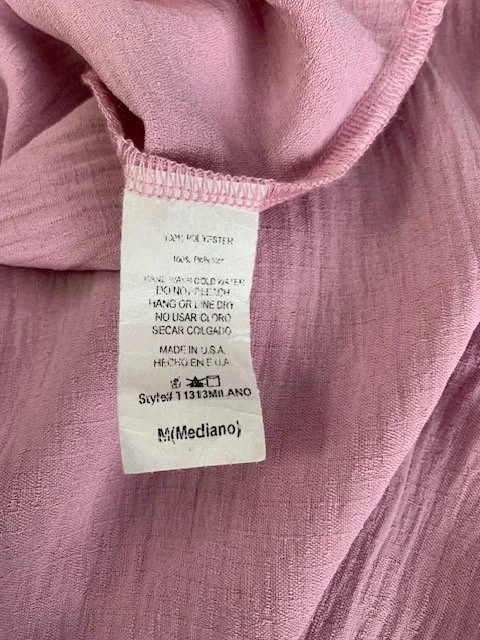 100% POLYESTER
100% Poliester
HAND WASH COLD WATER
DO NOT BLEACH
HANG OR LINE DRY
NO USAR CLORO
SECAR COLGADO
MADE IN U.S.A.
HECHO EN E.U.A.
Style# 11313MILANO
M(Mediano)